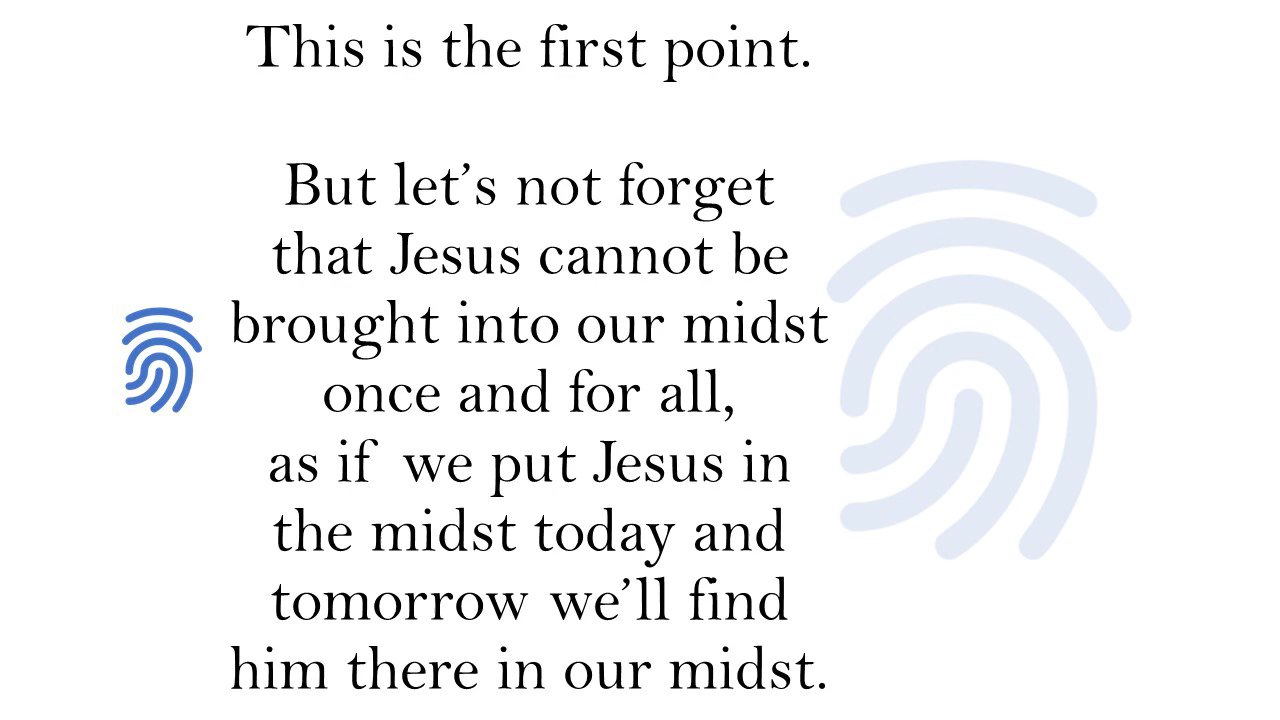 This is the first point.
But let’s not forget
that Jesus cannot be
brought into our midst
once and for all,
as if  we put Jesus in
the midst today and
tomorrow we’ll find
him there in our midst.